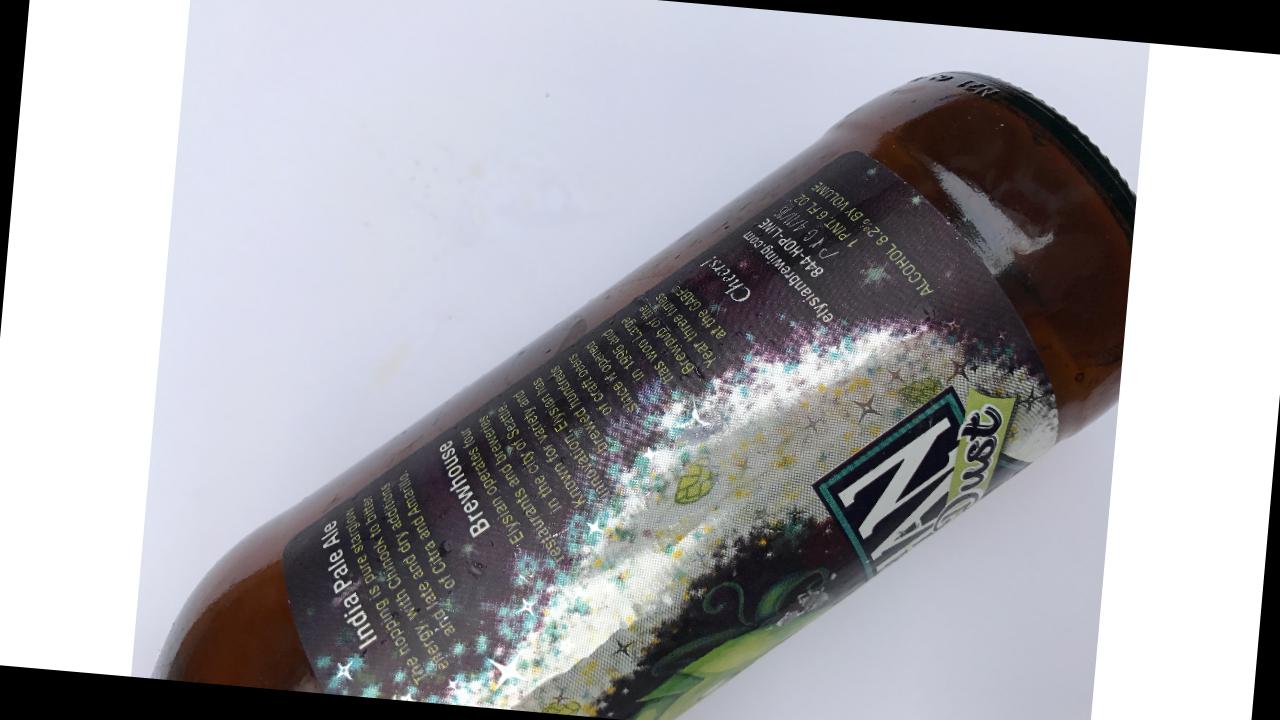 India Pale Ale
The hopping is pure starglow
energy, with Chinook to bitter
and late and dry additions
of Citra and Amarillo.
Brewhouse
Elysian operates four
restaurants and breweries
in the city of Seattle.
Known for variety and
innovation, Elysian has
brewed hundreds
of craft beers
since it opened
in 1996 and
has won Large
Brewpub of the
Year three times
at the GABF®
Cheers!
elysianbrewing.com
844-HOP-LINE
1 PINT 6 FL OZ
ALCOHOL 8.2% BY VOLUME
Dust